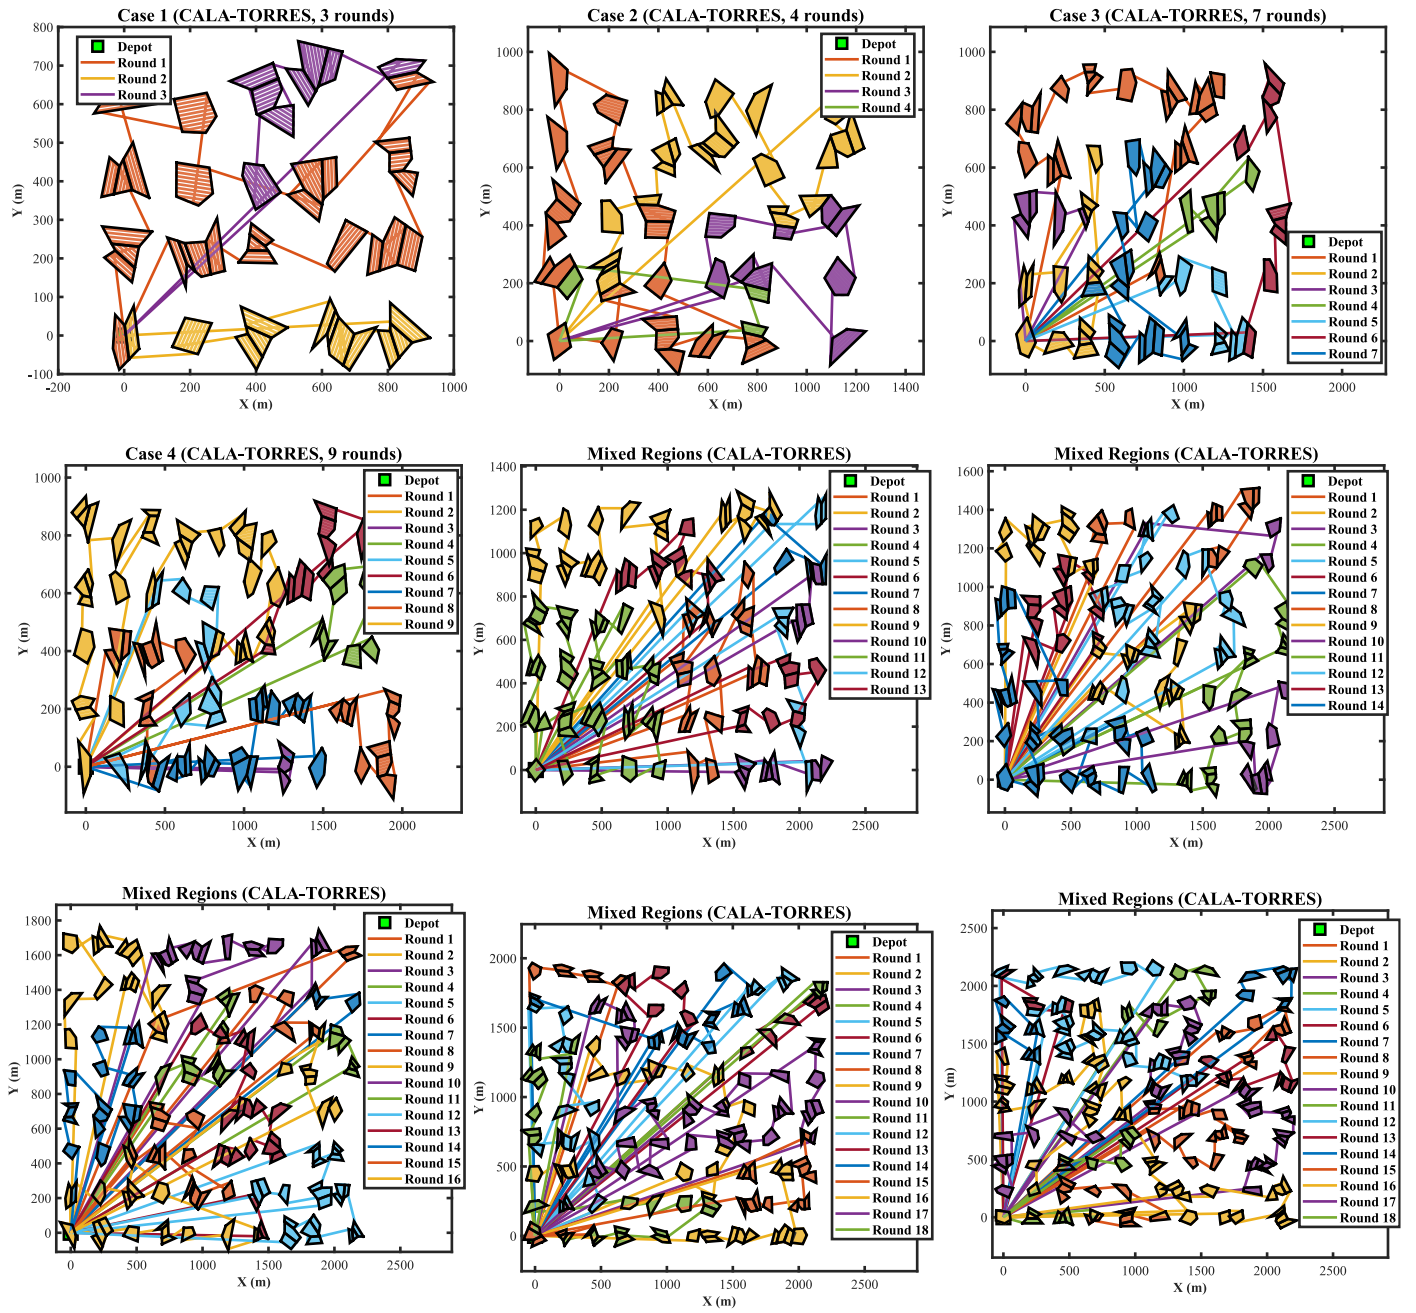 Case 1 (CALA-TORRES, 3 rounds)
800
700
600
500
400
300
200
100
0
-100
-200
0
200
400
600
800
1000
Y (m)
X (m)
Depot
Round 1
Round 2
Round 3
Case 2 (CALA-TORRES, 4 rounds)
1000
800
600
400
200
0
0
200
400
600
800
1000
1200
1400
Y (m)
X (m)
Depot
Round 1
Round 2
Round 3
Round 4
Case 3 (CALA-TORRES, 7 rounds)
1000
800
600
400
200
0
0
500
1000
1500
2000
Y (m)
X (m)
Depot
Round 1
Round 2
Round 3
Round 4
Round 5
Round 6
Round 7
Case 4 (CALA-TORRES, 9 rounds)
1000
800
600
400
200
0
0
500
1000
1500
2000
Y (m)
X (m)
Depot
Round 1
Round 2
Round 3
Round 4
Round 5
Round 6
Round 7
Round 8
Round 9
Mixed Regions (CALA-TORRES)
1400
1200
1000
800
600
400
200
0
0
500
1000
1500
2000
2500
Y (m)
X (m)
Depot
Round 1
Round 2
Round 3
Round 4
Round 5
Round 6
Round 7
Round 8
Round 9
Round 10
Round 11
Round 12
Round 13
Mixed Regions (CALA-TORRES)
1600
1400
1200
1000
800
600
400
200
0
0
500
1000
1500
2000
2500
Y (m)
X (m)
Depot
Round 1
Round 2
Round 3
Round 4
Round 5
Round 6
Round 7
Round 8
Round 9
Round 10
Round 11
Round 12
Round 13
Round 14
Mixed Regions (CALA-TORRES)
1800
1600
1400
1200
1000
800
600
400
200
0
0
500
1000
1500
2000
2500
Y (m)
X (m)
Depot
Round 1
Round 2
Round 3
Round 4
Round 5
Round 6
Round 7
Round 8
Round 9
Round 10
Round 11
Round 12
Round 13
Round 14
Round 15
Round 16
Mixed Regions (CALA-TORRES)
2000
1500
1000
500
0
0
500
1000
1500
2000
2500
Y (m)
X (m)
Depot
Round 1
Round 2
Round 3
Round 4
Round 5
Round 6
Round 7
Round 8
Round 9
Round 10
Round 11
Round 12
Round 13
Round 14
Round 15
Round 16
Round 17
Round 18
Mixed Regions (CALA-TORRES)
2500
2000
1500
1000
500
0
0
500
1000
1500
2000
2500
Y (m)
X (m)
Depot
Round 1
Round 2
Round 3
Round 4
Round 5
Round 6
Round 7
Round 8
Round 9
Round 10
Round 11
Round 12
Round 13
Round 14
Round 15
Round 16
Round 17
Round 18